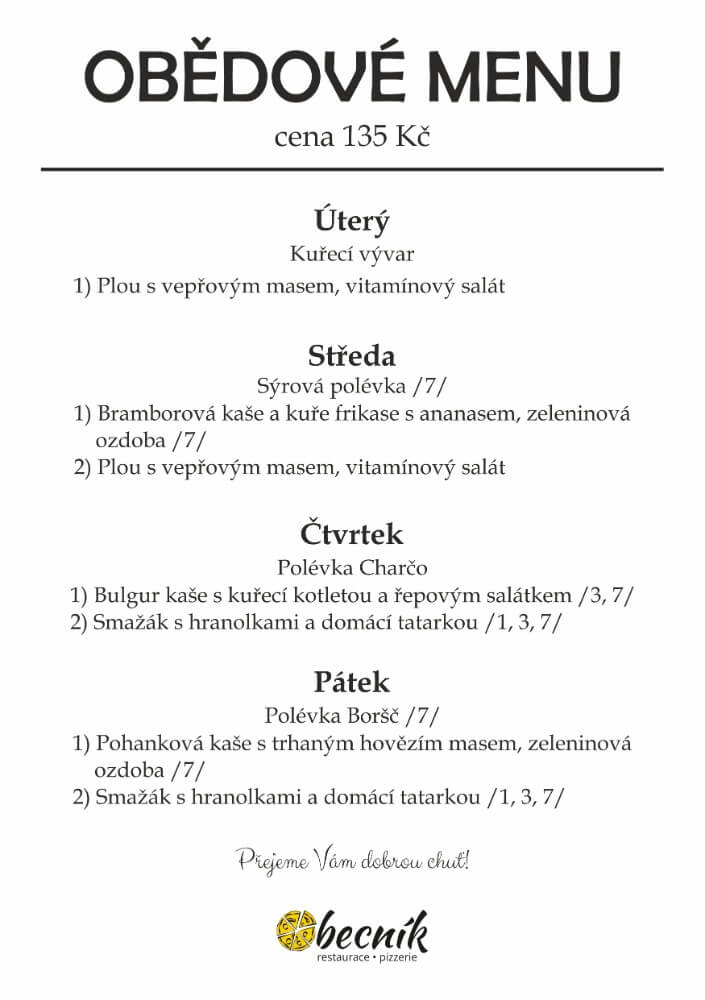 OBĚDOVÉ MENU
cena 135 Kč
Úterý
Kuřecí vývar
1) Plou s vepřovým masem, vitamínový salát
Středa
Sýrová polévka /7/
1) Bramborová kaše a kuře frikase s ananasem, zeleninová
ozdoba /7/
2) Plou s vepřovým masem, vitamínový salát
Čtvrtek
Polévka Charčo
1) Bulgur kaše s kuřecí kotletou a řepovým salátkem /3, 7/
2) Smažák s hranolkami a domácí tatarkou /1, 3, 7/
Pátek
Polévka Boršč /7/
1) Pohanková kaše s trhaným hovězím masem, zeleninová
ozdoba /7/
2) Smažák s hranolkami a domácí tatarkou /1, 3, 7/
Přejeme Vám dobrou chuť!
Obecník
restaurace • pizzerie